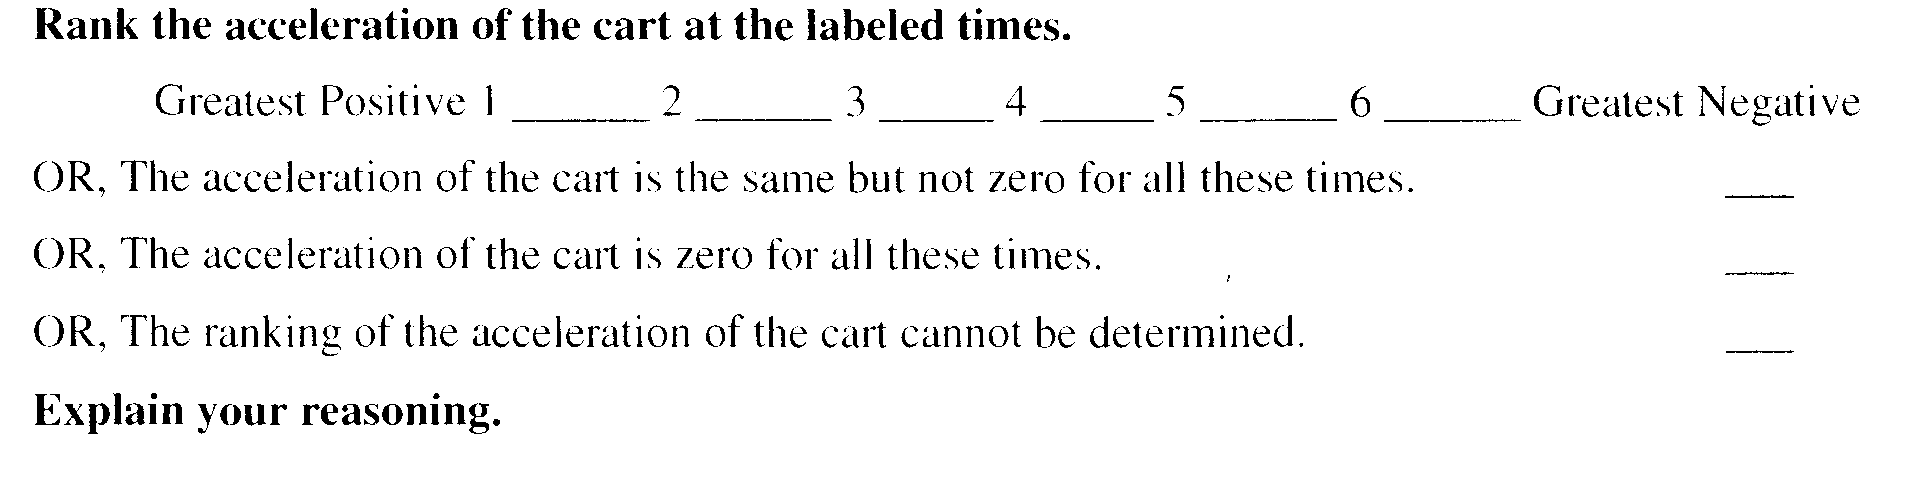 Rank the acceleration of the cart at the labeled times.
Greatest Positive 1 ______ 2 ______ 3 _____ 4 _____ 5 ______ 6 ______ Greatest Negative
OR, The acceleration of the cart is the same but not zero for all these times. ___
OR, The acceleration of the cart is zero for all these times. ___
OR, The ranking of the acceleration of the cart cannot be determined. ___
Explain your reasoning.